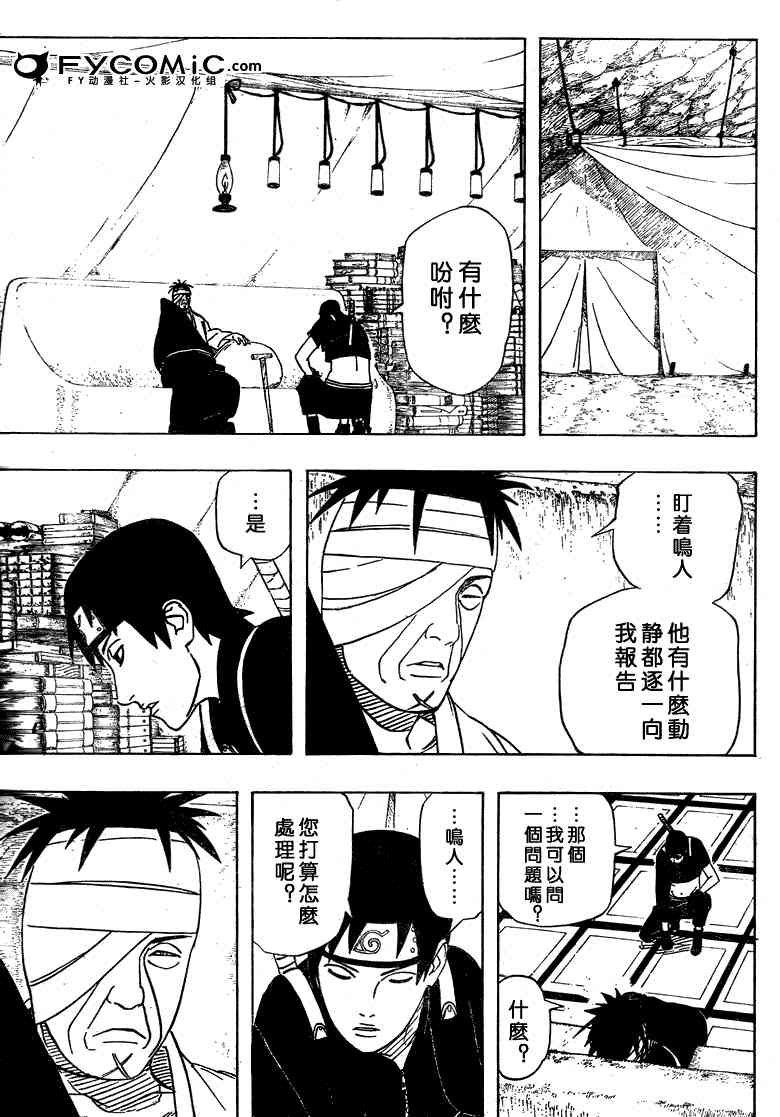 FYCOMiC.com
FY动漫社-火影汉化组
有什麼
吩咐？
盯着鳴人
……
他有什麼動
靜都逐一向
我報告
…是
…那個
…我可以問
一個問題嗎？
什麼？
…鳴人…
您打算怎麼
處理呢？